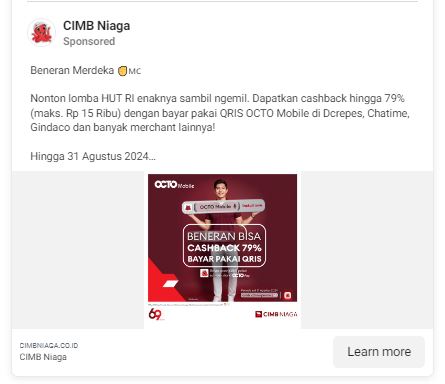 CIMB Niaga
Sponsored
Beneran Merdeka ✊MC
Nonton lomba HUT RI enaknya sambil ngemil. Dapatkan cashback hingga 79%
(maks. Rp 15 Ribu) dengan bayar pakai QRIS OCTO Mobile di Dcrepes, Chatime,
Gindaco dan banyak merchant lainnya!
Hingga 31 Agustus 2024...
OCTO Mobile
OCTO Mobile
BENERAN BISA
CASHBACK 79%
BAYAR PAKAI QRIS
69
CIMB NIAGA
CIMBNIAGA.CO.ID
CIMB Niaga
Learn more